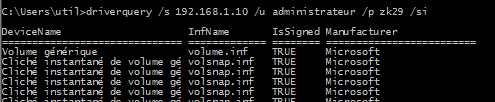 C:\Users\util>driverquery /s 192.168.1.10 /u administrateur /p zk29 /si
DeviceName InfName IsSigned Manufacturer
============================== ============= ======== =========================
Volume générique volume.inf TRUE Microsoft
Cliché instantané de volume gé volsnap.inf TRUE Microsoft
Cliché instantané de volume gé volsnap.inf TRUE Microsoft
Cliché instantané de volume gé volsnap.inf TRUE Microsoft
Cliché instantané de volume gé volsnap.inf TRUE Microsoft